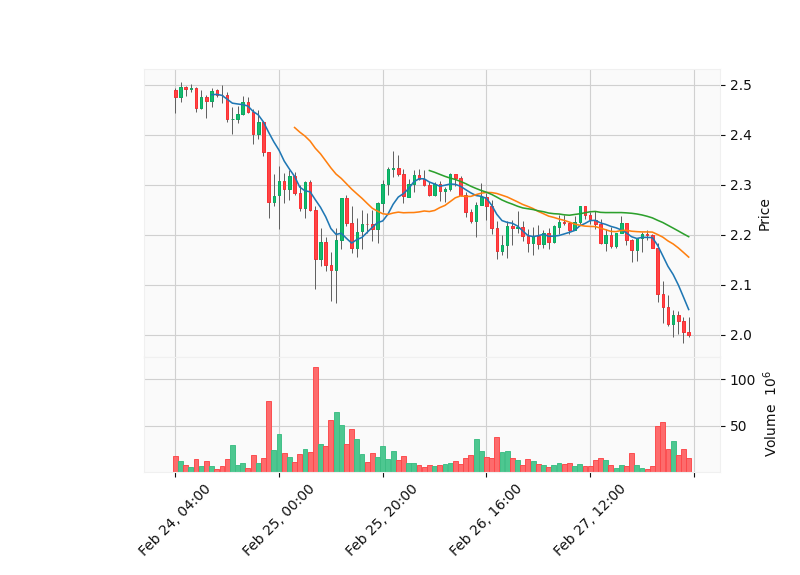 2.5
2.4
2.3
2.2
2.1
2.0
Price
100
50
Volume 10^6
Feb 24, 04:00
Feb 25, 00:00
Feb 25, 20:00
Feb 26, 16:00
Feb 27, 12:00